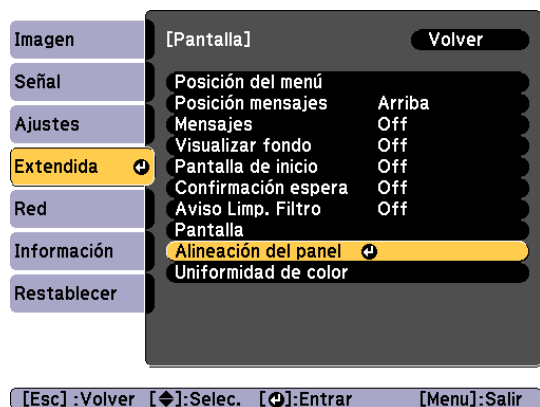 Imagen
Señal
Ajustes
Extendida
Red
Información
Restablecer
[Pantalla] Volver
Posición del menú
Posición mensajes Arriba
Mensajes Off
Visualizar fondo Off
Pantalla de inicio Off
Confirmación espera Off
Aviso Limp. Filtro Off
Pantalla
Alineación del panel
Uniformidad de color
[Esc] :Volver [◆]:Selec. [↵]:Entrar [Menu]:Salir